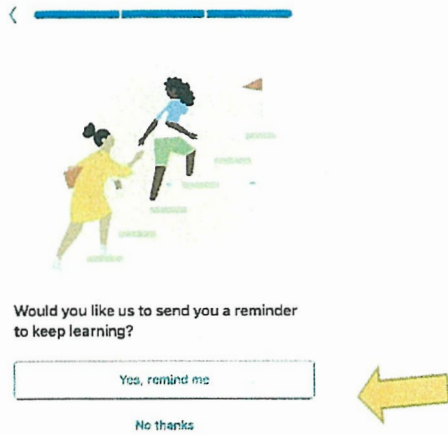 Would you like us to send you a reminder
to keep learning?
Yes, remind me
No thanks